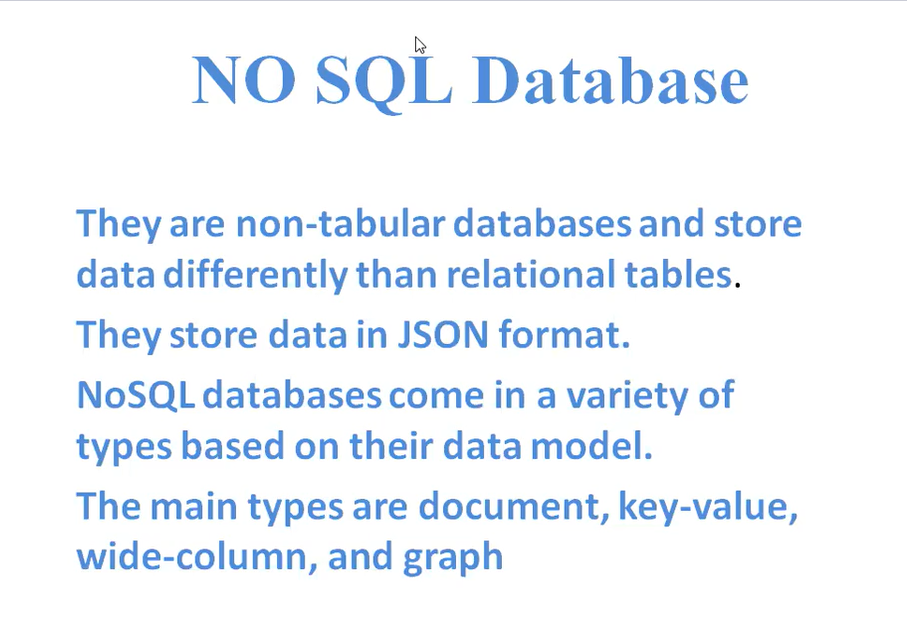 NO SQL Database
They are non-tabular databases and store
data differently than relational tables.
They store data in JSON format.
NoSQL databases come in a variety of
types based on their data model.
The main types are document, key-value,
wide-column, and graph